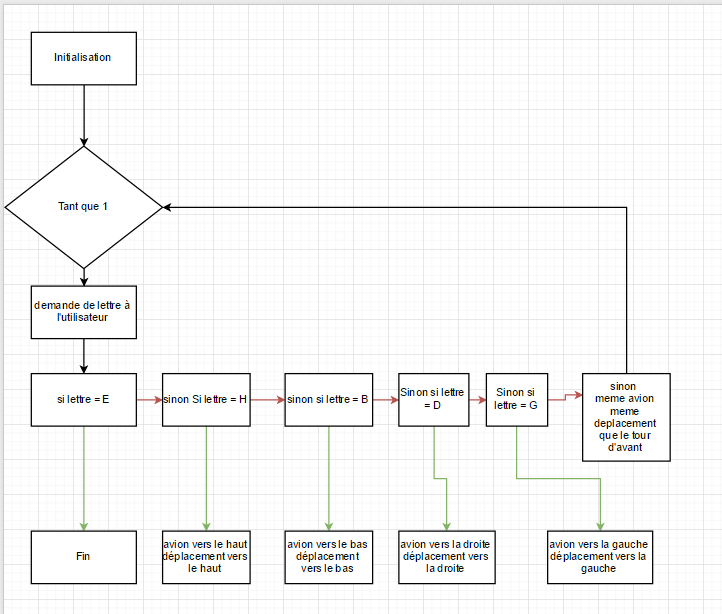 Initialisation
Tant que 1
demande de lettre à
l'utilisateur
si lettre = E
sinon Si lettre = H
sinon si lettre = B
Sinon si lettre
= D
Sinon si
lettre = G
sinon
meme avion
meme
deplacement
que le tour
d'avant
Fin
avion vers le haut
déplacement vers
le haut
avion vers le bas
déplacement
vers le bas
avion vers la droite
déplacement vers
la droite
avion vers la gauche
déplacement vers la
gauche